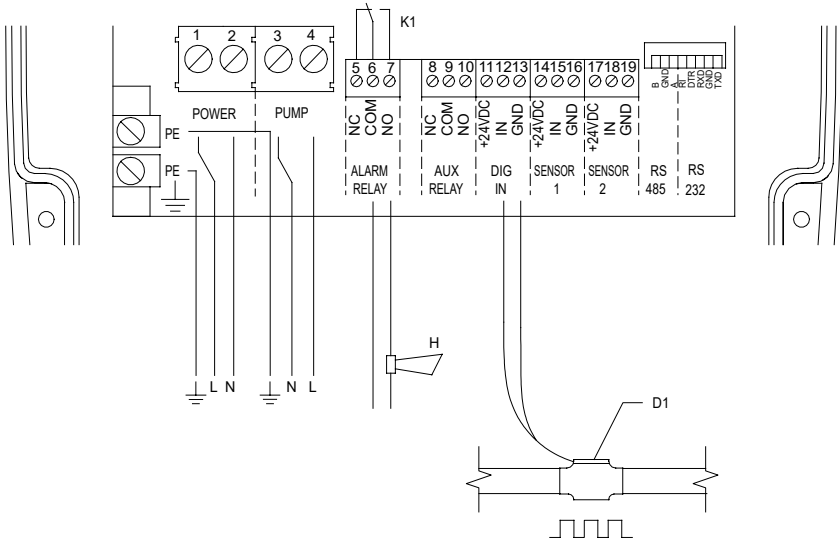 K1
1 2 3 4
5 6 7 8 9 10 11 12 13 14 15 16 17 18 19
POWER PUMP
PE
PE
NC COM NO
NC COM NO
+24VDC IN GND
+24VDC IN GND
+24VDC IN GND
B GND A RI DTR RXD GND TXD
ALARM RELAY
AUX RELAY
DIG IN
SENSOR 1
SENSOR 2
RS 485
RS 232
H
L N N L
D1